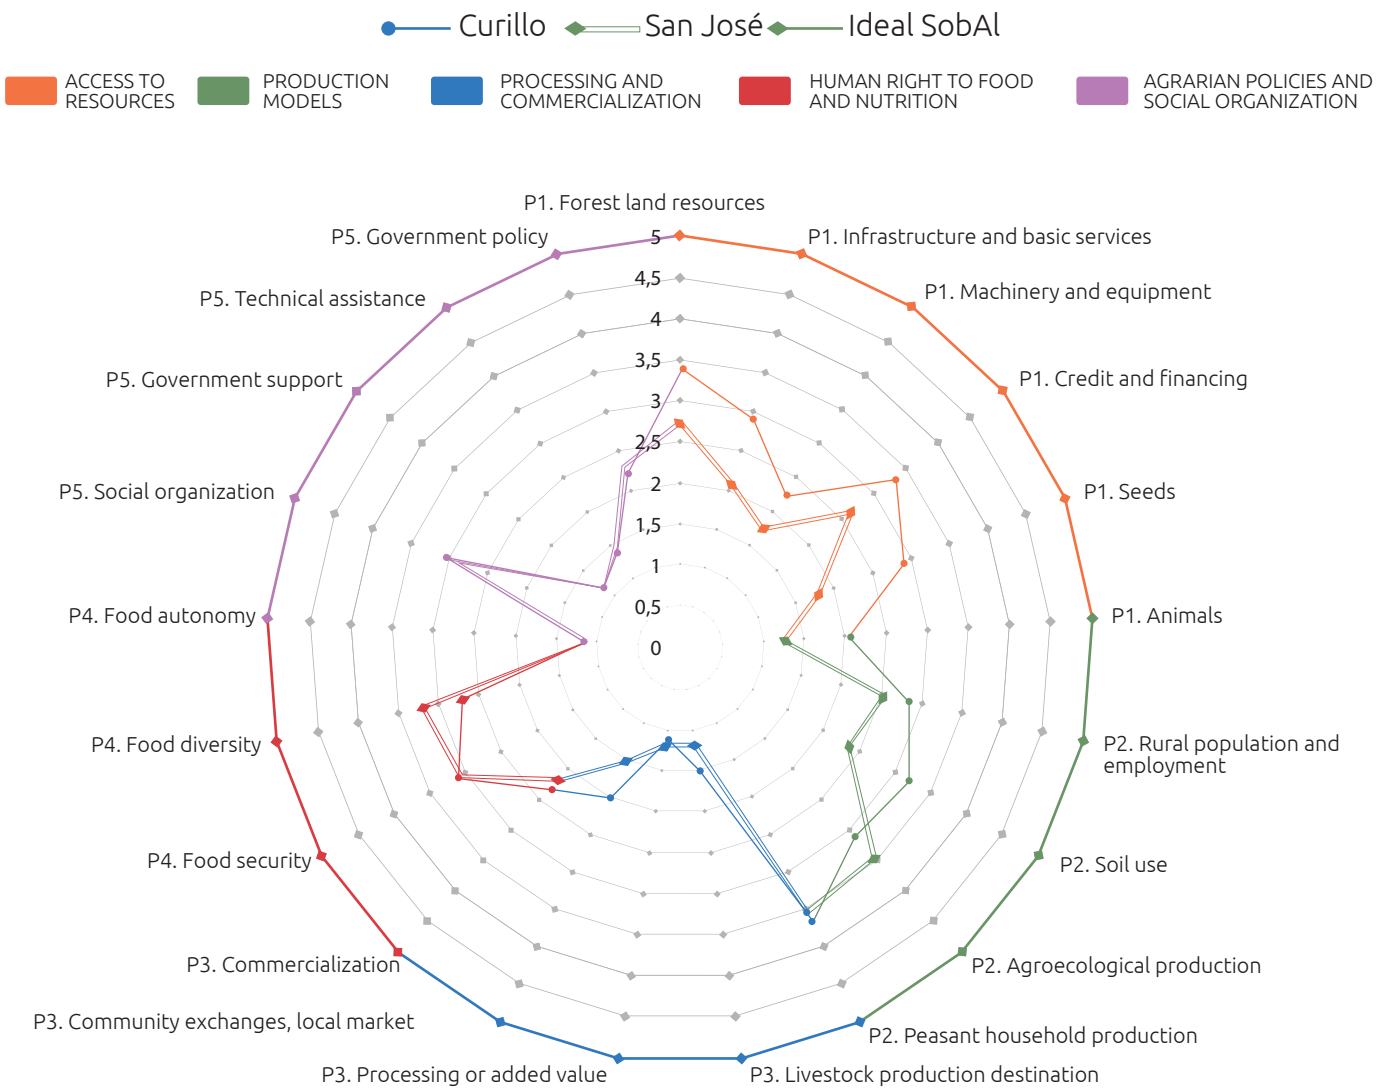 Curillo
San José
Ideal SobAl
ACCESS TO
RESOURCES
PRODUCTION
MODELS
PROCESSING AND
COMMERCIALIZATION
HUMAN RIGHT TO FOOD
AND NUTRITION
AGRARIAN POLICIES AND
SOCIAL ORGANIZATION
P1. Forest land resources
P1. Infrastructure and basic services
P1. Machinery and equipment
P1. Credit and financing
P1. Seeds
P1. Animals
P2. Rural population and
employment
P2. Soil use
P2. Agroecological production
P2. Peasant household production
P3. Livestock production destination
P3. Processing or added value
P3. Community exchanges, local market
P3. Commercialization
P4. Food security
P4. Food diversity
P4. Food autonomy
P5. Social organization
P5. Government support
P5. Technical assistance
P5. Government policy
5
4,5
4
3,5
3
2,5
2
1,5
1
0,5
0